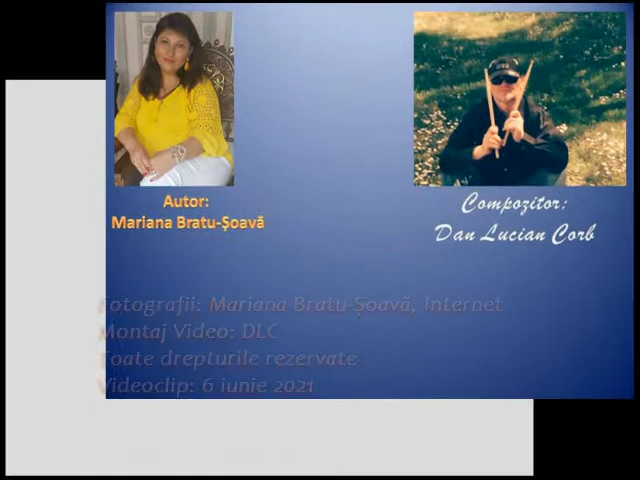 Autor:
Mariana Bratu-Șoavă
Compozitor:
Dan Lucian Corb
Fotografii: Mariana Bratu-Șoavă, Internet
Montaj Video: DLC
Toate drepturile rezervate
Videoclip: 6 iunie 2021